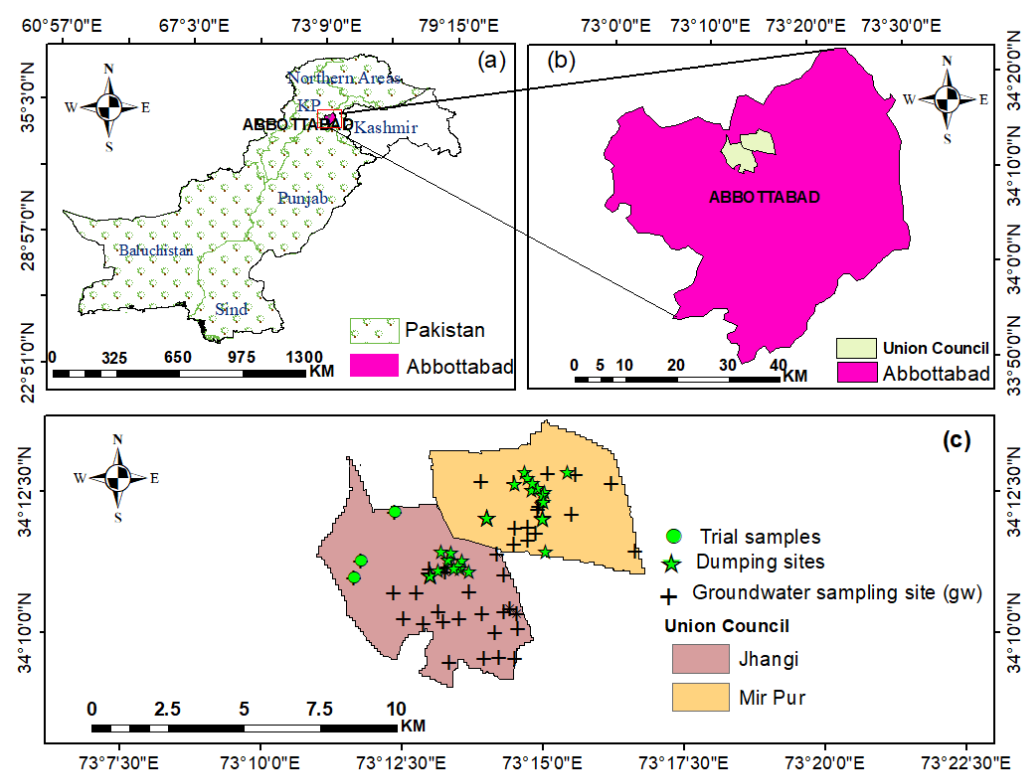 60°57'0"E 67°3'0"E 73°9'0"E 79°15'0"E
73°0'E 73°10'0"E 73°20'0"E 73°30'0"E
(a)
N
W E
S
35°3'0"N
28°57'0"N
22°51'0"N
Northern Areas
KP
ABBOTTABAD
Kashmir
Punjab
Baluchistan
Sind
Pakistan
Abbottabad
0 325 650 975 1300
KM
(b)
N
W E
S
34°20'0"N
34°10'0"N
34°0'0"N
33°50'0"N
ABBOTTABAD
Union Council
Abbottabad
0 5 10 20 30 40
KM
(c)
N
W E
S
34°12'30"N
34°10'0"N
34°12'30"N
34°10'0"N
Trial samples
Dumping sites
Groundwater sampling site (gw)
Union Council
Jhangi
Mir Pur
0 2.5 5 7.5 10
KM
73°7'30"E 73°10'0"E 73°12'30"E 73°15'0"E 73°17'30"E 73°20'0"E 73°22'30"E